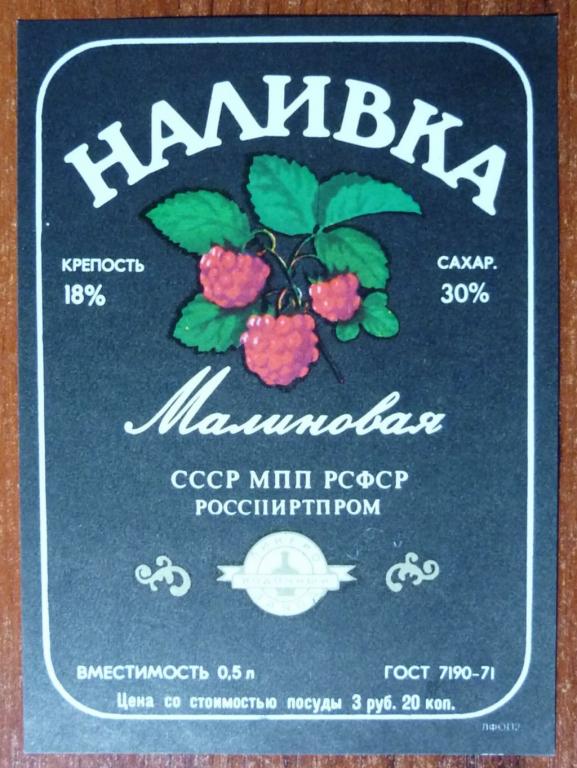 НАЛИВКА
КРЕПОСТЬ
18%
САХАР.
30%
Малиновая
СССР МПП РСФСР
РОССПИРТПРОМ
ВМЕСТИМОСТЬ 0,5 л
ГОСТ 7190-71
Цена со стоимостью посуды 3 руб. 20 коп.